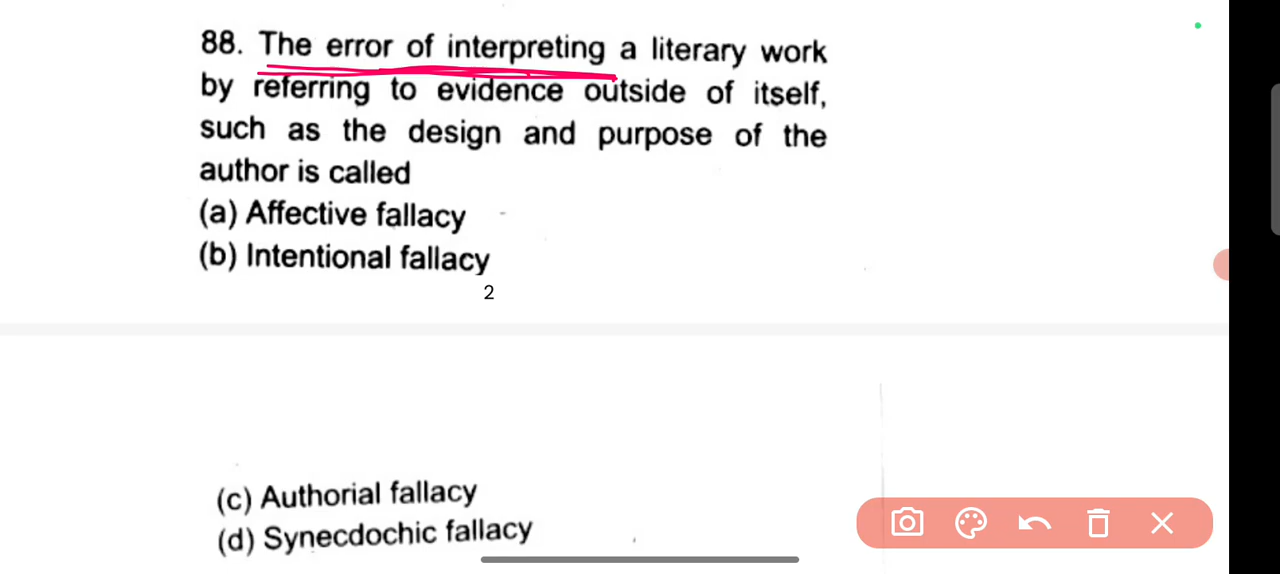 88. The error of interpreting a literary work
by referring to evidence outside of itself,
such as the design and purpose of the
author is called
(a) Affective fallacy
(b) Intentional fallacy
2
(c) Authorial fallacy
(d) Synecdochic fallacy